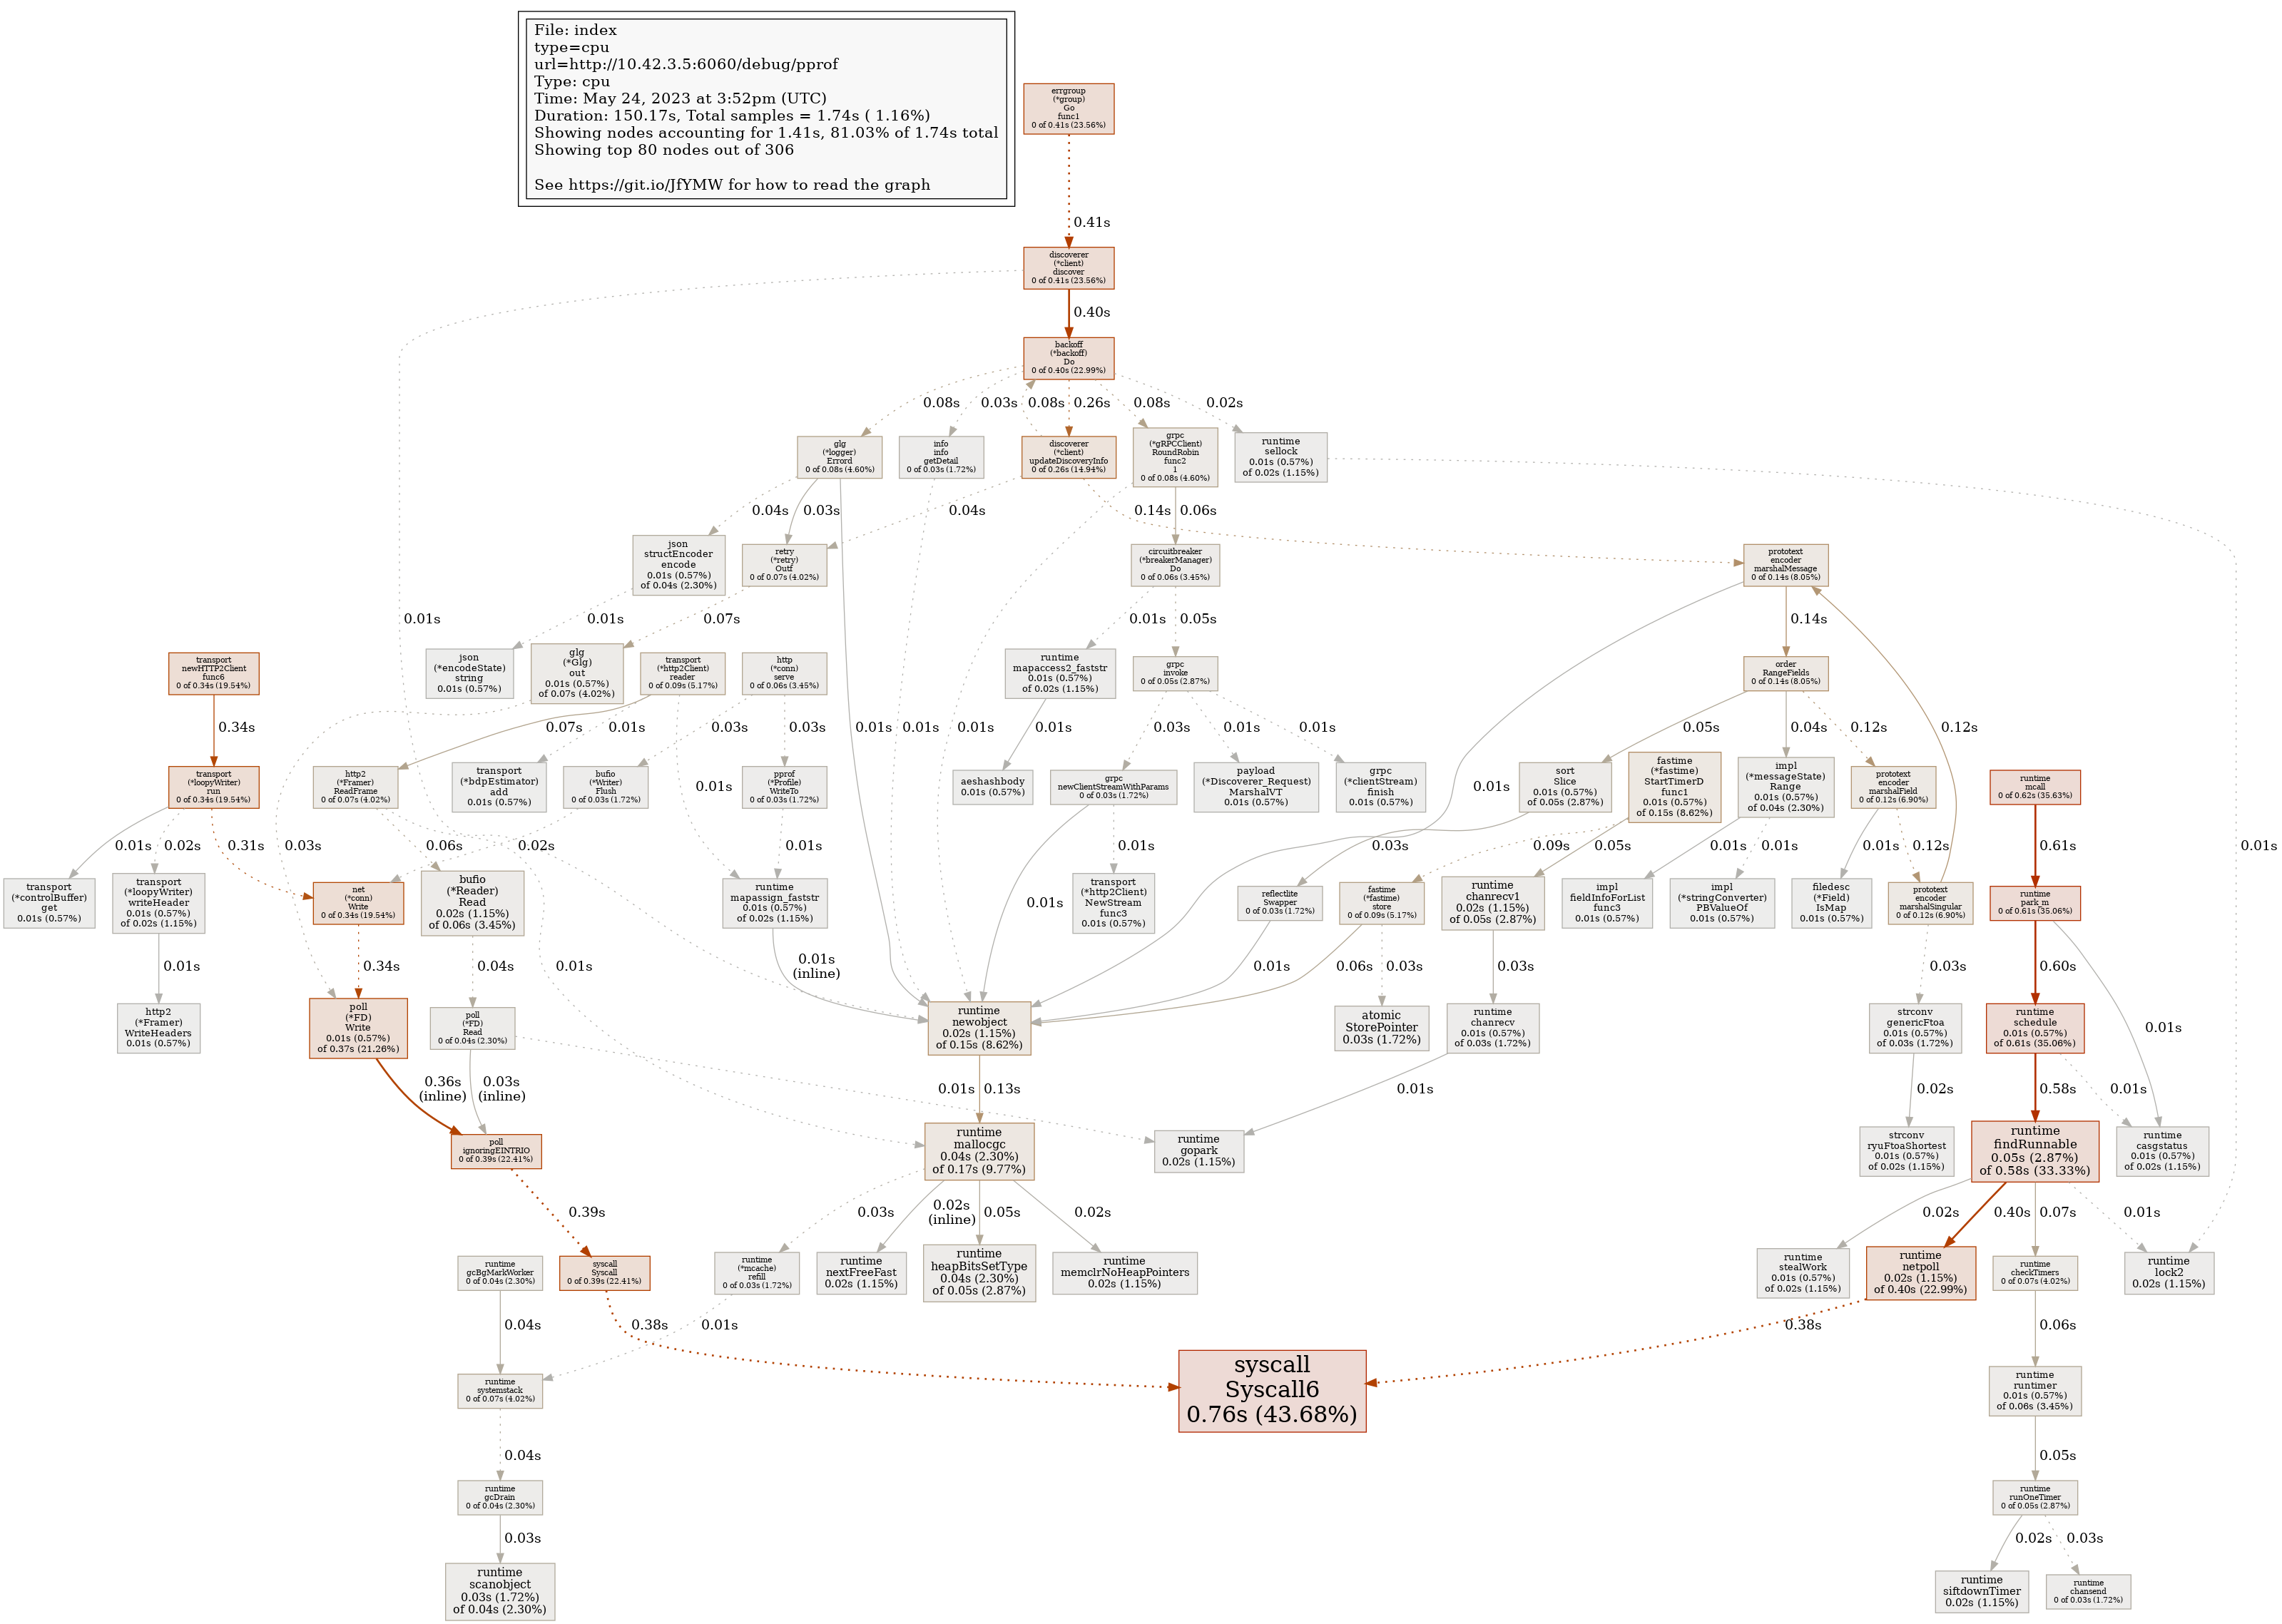 File: index
type=cpu
url=http://10.42.3.5:6060/debug/pprof
Type: cpu
Time: May 24, 2023 at 3:52pm (UTC)
Duration: 150.17s, Total samples = 1.74s ( 1.16%)
Showing nodes accounting for 1.41s, 81.03% of 1.74s total
Showing top 80 nodes out of 306
See https://git.io/JfYMW for how to read the graph
errgroup
(*group)
Go
func1
0 of 0.41s (23.56%)
0.41s
discoverer
(*client)
discover
0 of 0.41s (23.56%)
0.40s
backoff
(*backoff)
Do
0 of 0.40s (22.99%)
0.08s
0.03s
0.08s
0.26s
0.08s
0.02s
glg
(*logger)
Errord
0 of 0.08s (4.60%)
info
info
getDetail
0 of 0.03s (1.72%)
discoverer
(*client)
updateDiscoveryInfo
0 of 0.26s (14.94%)
grpc
(*gRPCClient)
RoundRobin
func2
1
0 of 0.08s (4.60%)
runtime
sellock
0.01s (0.57%)
of 0.02s (1.15%)
0.04s
0.03s
0.04s
0.14s
0.06s
json
structEncoder
encode
0.01s (0.57%)
of 0.04s (2.30%)
retry
(*retry)
Outf
0 of 0.07s (4.02%)
circuitbreaker
(*breakerManager)
Do
0 of 0.06s (3.45%)
prototext
encoder
marshalMessage
0 of 0.14s (8.05%)
0.01s
0.01s
0.07s
0.01s
0.05s
0.14s
transport
newHTTP2Client
func6
0 of 0.34s (19.54%)
json
(*encodeState)
string
0.01s (0.57%)
glg
(*Glg)
out
0.01s (0.57%)
of 0.07s (4.02%)
transport
(*http2Client)
reader
0 of 0.09s (5.17%)
http
(*conn)
serve
0 of 0.06s (3.45%)
runtime
mapaccess2_faststr
0.01s (0.57%)
of 0.02s (1.15%)
grpc
invoke
0 of 0.05s (2.87%)
order
RangeFields
0 of 0.14s (8.05%)
0.34s
0.07s
0.01s
0.03s
0.03s
0.01s
0.01s
0.01s
0.01s
0.03s
0.01s
0.01s
0.05s
0.04s
0.12s
0.12s
transport
(*loopyWriter)
run
0 of 0.34s (19.54%)
http2
(*Framer)
ReadFrame
0 of 0.07s (4.02%)
transport
(*bdpEstimator)
add
0.01s (0.57%)
bufio
(*Writer)
Flush
0 of 0.03s (1.72%)
0.01s
pprof
(*Profile)
WriteTo
0 of 0.03s (1.72%)
aeshashbody
0.01s (0.57%)
grpc
newClientStreamWithParams
0 of 0.03s (1.72%)
payload
(*Discoverer_Request)
MarshalVT
0.01s (0.57%)
grpc
(*clientStream)
finish
0.01s (0.57%)
0.01s
sort
Slice
0.01s (0.57%)
of 0.05s (2.87%)
fastime
(*fastime)
StartTimerD
func1
0.01s (0.57%)
of 0.15s (8.62%)
impl
(*messageState)
Range
0.01s (0.57%)
of 0.04s (2.30%)
prototext
encoder
marshalField
0 of 0.12s (6.90%)
runtime
mcall
0 of 0.62s (35.63%)
0.01s
0.02s
0.31s
0.03s
0.06s
0.02s
0.01s
0.01s
0.03s
0.09s
0.05s
0.01s
0.01s
0.01s
0.12s
0.61s
0.01s
transport
(*controlBuffer)
get
0.01s (0.57%)
transport
(*loopyWriter)
writeHeader
0.01s (0.57%)
of 0.02s (1.15%)
net
(*conn)
Write
0 of 0.34s (19.54%)
bufio
(*Reader)
Read
0.02s (1.15%)
of 0.06s (3.45%)
runtime
mapassign_faststr
0.01s (0.57%)
of 0.02s (1.15%)
0.01s
transport
(*http2Client)
NewStream
func3
0.01s (0.57%)
reflectlite
Swapper
0 of 0.03s (1.72%)
fastime
(*fastime)
store
0 of 0.09s (5.17%)
runtime
chanrecv1
0.02s (1.15%)
of 0.05s (2.87%)
impl
fieldInfoForList
func3
0.01s (0.57%)
impl
(*stringConverter)
PBValueOf
0.01s (0.57%)
filedesc
(*Field)
IsMap
0.01s (0.57%)
prototext
encoder
marshalSingular
0 of 0.12s (6.90%)
runtime
park_m
0 of 0.61s (35.06%)
0.01s
0.34s
0.04s
0.01s
0.01s
(inline)
0.01s
0.06s
0.03s
0.03s
0.03s
0.60s
0.01s
http2
(*Framer)
WriteHeaders
0.01s (0.57%)
poll
(*FD)
Write
0.01s (0.57%)
of 0.37s (21.26%)
poll
(*FD)
Read
0 of 0.04s (2.30%)
runtime
newobject
0.02s (1.15%)
of 0.15s (8.62%)
atomic
StorePointer
0.03s (1.72%)
runtime
chanrecv
0.01s (0.57%)
of 0.03s (1.72%)
strconv
genericFtoa
0.01s (0.57%)
of 0.03s (1.72%)
runtime
schedule
0.01s (0.57%)
of 0.61s (35.06%)
0.36s
(inline)
0.03s
(inline)
0.01s
0.13s
0.01s
0.02s
0.58s
0.01s
poll
ignoringEINTRIO
0 of 0.39s (22.41%)
runtime
mallocgc
0.04s (2.30%)
of 0.17s (9.77%)
runtime
gopark
0.02s (1.15%)
strconv
ryuFtoaShortest
0.01s (0.57%)
of 0.02s (1.15%)
runtime
findRunnable
0.05s (2.87%)
of 0.58s (33.33%)
runtime
casgstatus
0.01s (0.57%)
of 0.02s (1.15%)
0.39s
0.03s
0.02s
(inline)
0.05s
0.02s
0.02s
0.40s
0.07s
0.01s
runtime
gcBgMarkWorker
0 of 0.04s (2.30%)
syscall
Syscall
0 of 0.39s (22.41%)
runtime
(*mcache)
refill
0 of 0.03s (1.72%)
runtime
nextFreeFast
0.02s (1.15%)
runtime
heapBitsSetType
0.04s (2.30%)
of 0.05s (2.87%)
runtime
memclrNoHeapPointers
0.02s (1.15%)
runtime
stealWork
0.01s (0.57%)
of 0.02s (1.15%)
runtime
netpoll
0.02s (1.15%)
of 0.40s (22.99%)
runtime
checkTimers
0 of 0.07s (4.02%)
runtime
lock2
0.02s (1.15%)
0.04s
0.38s
0.01s
0.38s
0.06s
runtime
systemstack
0 of 0.07s (4.02%)
syscall
Syscall6
0.76s (43.68%)
runtime
runtimer
0.01s (0.57%)
of 0.06s (3.45%)
0.04s
0.05s
runtime
gcDrain
0 of 0.04s (2.30%)
runtime
runOneTimer
0 of 0.05s (2.87%)
0.03s
0.02s
0.03s
runtime
scanobject
0.03s (1.72%)
of 0.04s (2.30%)
runtime
siftdownTimer
0.02s (1.15%)
runtime
chansend
0 of 0.03s (1.72%)